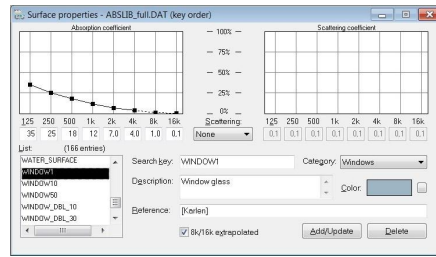 Surface properties - ABSLIB_full.DAT (key order)
Absorption coefficient
Scattering coefficient
100%
75%
50%
25%
0%
125 250 500 1k 2k 4k 8k 16k
Scattering:
125 250 500 1k 2k 4k 8k 16k
35 25 18 12 7,0 4,0 1,0 0,1
None
0,1 0,1 0,1 0,1 0,1 0,1 0,1 0,1
List: (166 entries)
WATER_SURFACE
WINDOW1
WINDOW10
WINDOW50
WINDOW_DBL_10
WINDOW_DBL_30
Search key: WINDOW1
Category: Windows
Description: Window glass
Color:
Reference: [Karlen]
8k/16k extrapolated
Add/Update
Delete